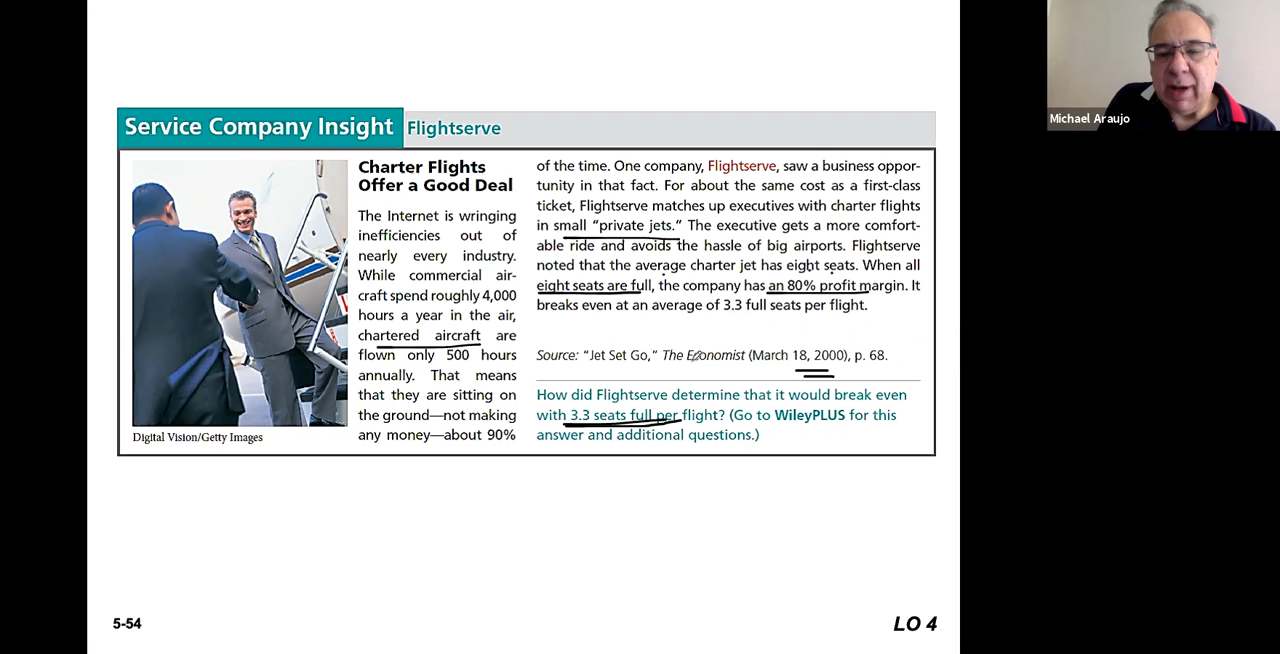 Service Company Insight
Flightserve
Charter Flights
Offer a Good Deal
The Internet is wringing
inefficiencies out of
nearly every industry.
While commercial air-
craft spend roughly 4,000
hours a year in the air,
chartered aircraft are
flown only 500 hours
annually. That means
that they are sitting on
the ground—not making
any money—about 90%
of the time. One company, Flightserve, saw a business oppor-
tunity in that fact. For about the same cost as a first-class
ticket, Flightserve matches up executives with charter flights
in small “private jets.” The executive gets a more comfort-
able ride and avoids the hassle of big airports. Flightserve
noted that the average charter jet has eight seats. When all
eight seats are full, the company has an 80% profit margin. It
breaks even at an average of 3.3 full seats per flight.
Source: “Jet Set Go,” The Economist (March 18, 2000), p. 68.
How did Flightserve determine that it would break even
with 3.3 seats full per flight? (Go to WileyPLUS for this
answer and additional questions.)
Digital Vision/Getty Images
5-54
LO 4
Michael Araujo